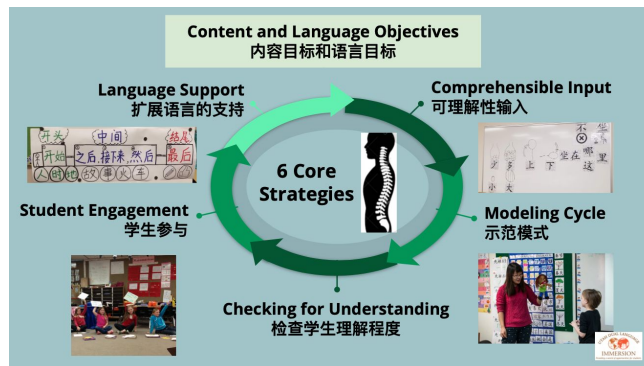 Content and Language Objectives
内容目标和语言目标
Language Support
扩展语言的支持
Comprehensible Input
可理解性输入
开头 中间 结尾
开始 之后,接下来,然后 最后
人 时 地 故 事 火 车
6 Core
Strategies
不 坐
上 下 坐在 哪 里
这
小 大
Student Engagement
学生参与
Modeling Cycle
示范模式
Checking for Understanding
检查学生理解程度
IMMERSION